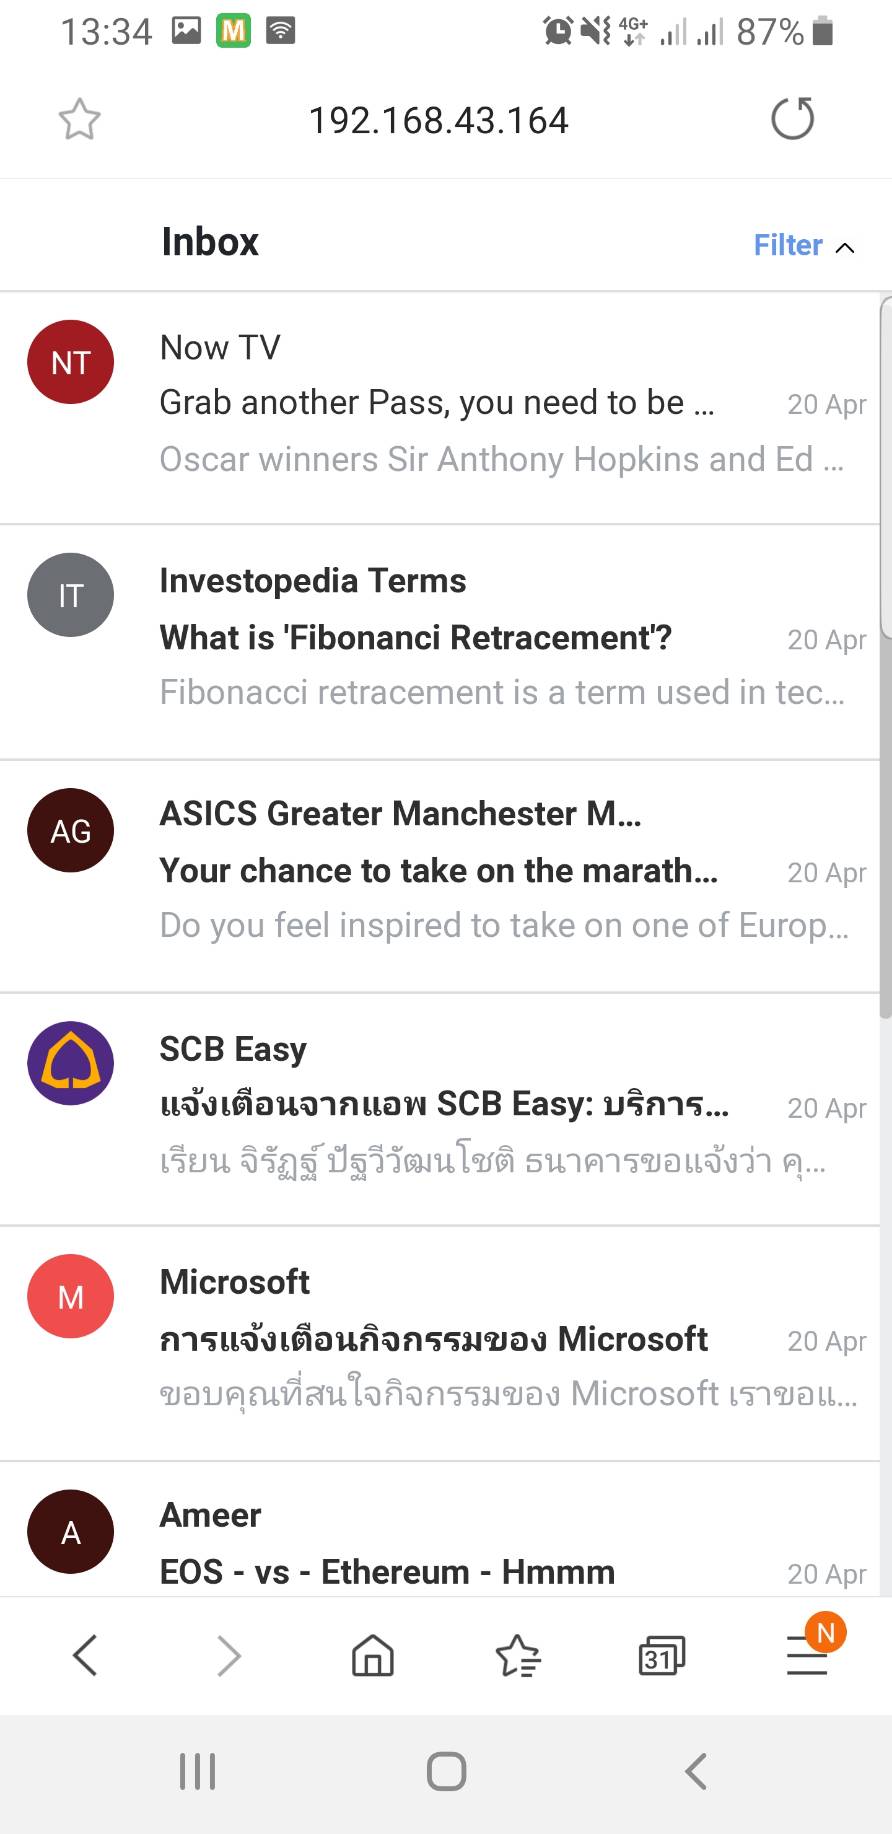 13:34 M 4G+ 87%
192.168.43.164
Inbox Filter
NT Now TV
Grab another Pass, you need to be ... 20 Apr
Oscar winners Sir Anthony Hopkins and Ed ...
IT Investopedia Terms
What is 'Fibonanci Retracement'? 20 Apr
Fibonacci retracement is a term used in tec...
AG ASICS Greater Manchester M...
Your chance to take on the marath... 20 Apr
Do you feel inspired to take on one of Europ...
SCB Easy
แจ้งเตือนจากแอพ SCB Easy: บริการ... 20 Apr
เรียน จิรัฏฐ์ ปัฐวีวัฒนโชติ ธนาคารขอแจ้งว่า คุ...
M Microsoft
การแจ้งเตือนกิจกรรมของ Microsoft 20 Apr
ขอบคุณที่สนใจกิจกรรมของ Microsoft เราขอแ...
A Ameer
EOS - vs - Ethereum - Hmmm 20 Apr
31 N